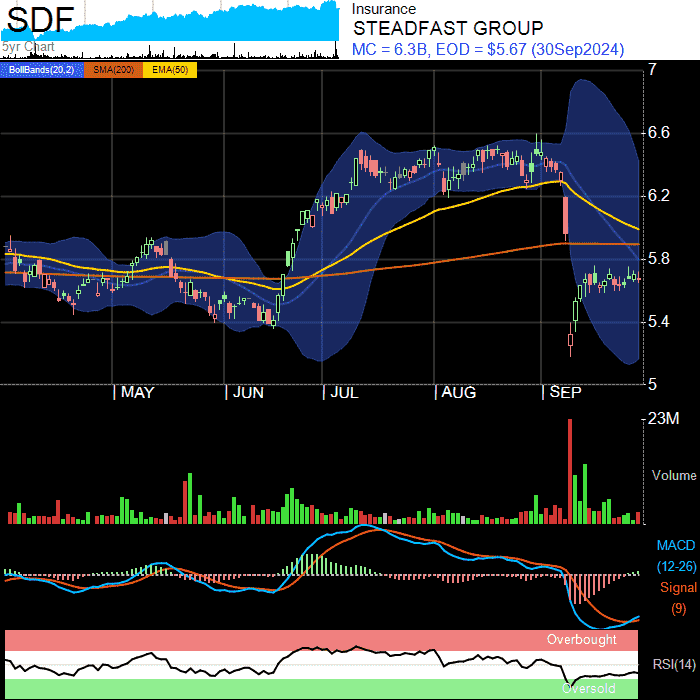 SDF
5yr Chart
Insurance
STEADFAST GROUP
MC = 6.3B, EOD = $5.67 (30Sep2024)
BollBands(20,2) SMA(200) EMA(50)
7
6.6
6.2
5.8
5.4
5
| MAY | JUN | JUL | AUG | SEP
23M
Volume
MACD
(12-26)
Signal
(9)
Overbought
RSI(14)
Oversold